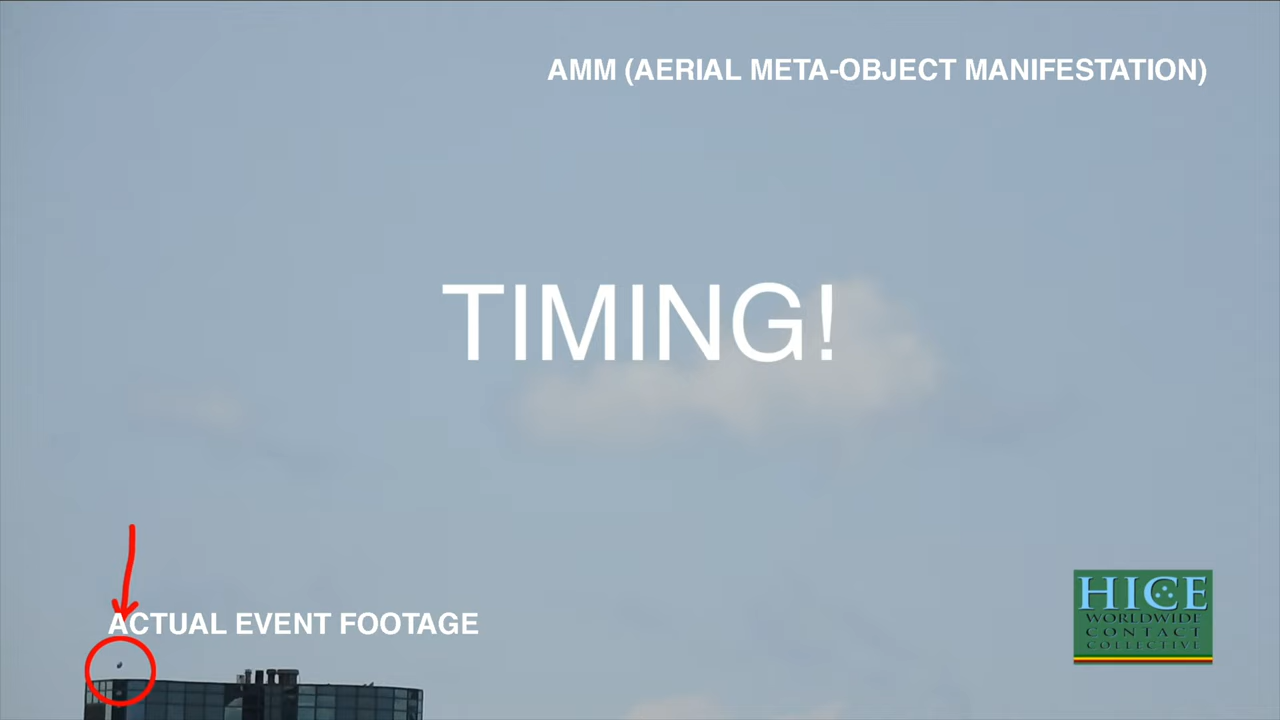 AMM (AERIAL META-OBJECT MANIFESTATION)
TIMING!
ACTUAL EVENT FOOTAGE
HICE
WORLDWIDE
CONTACT
COLLECTIVE